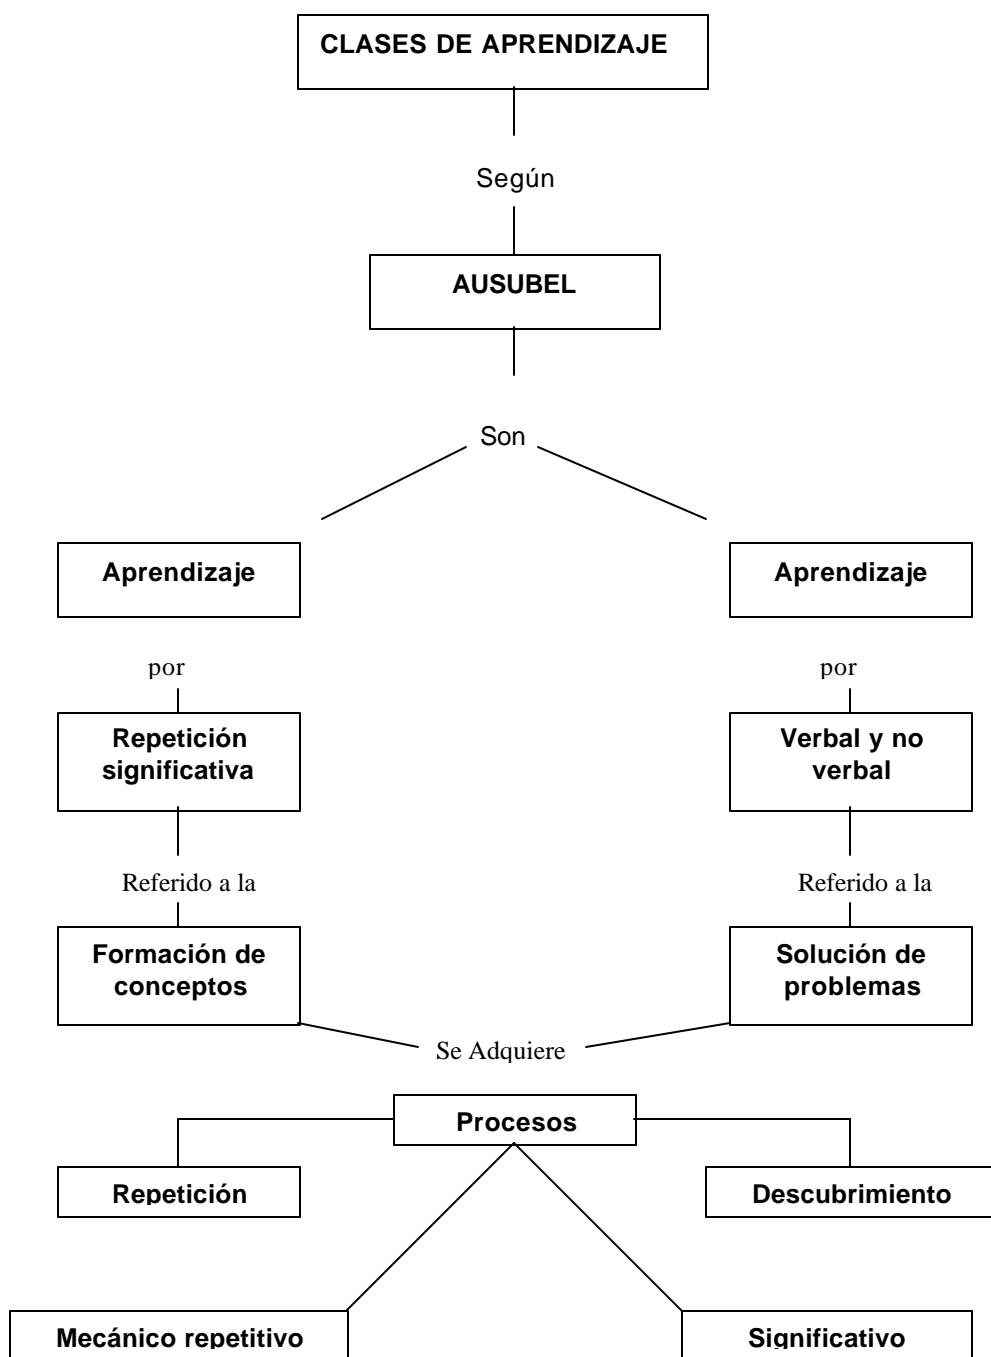 CLASES DE APRENDIZAJE
Según
AUSUBEL
Son
Aprendizaje
Aprendizaje
por
por
Repetición
significativa
Verbal y no
verbal
Referido a la
Referido a la
Formación de
conceptos
Solución de
problemas
Se Adquiere
Procesos
Repetición
Descubrimiento
Mecánico repetitivo
Significativo